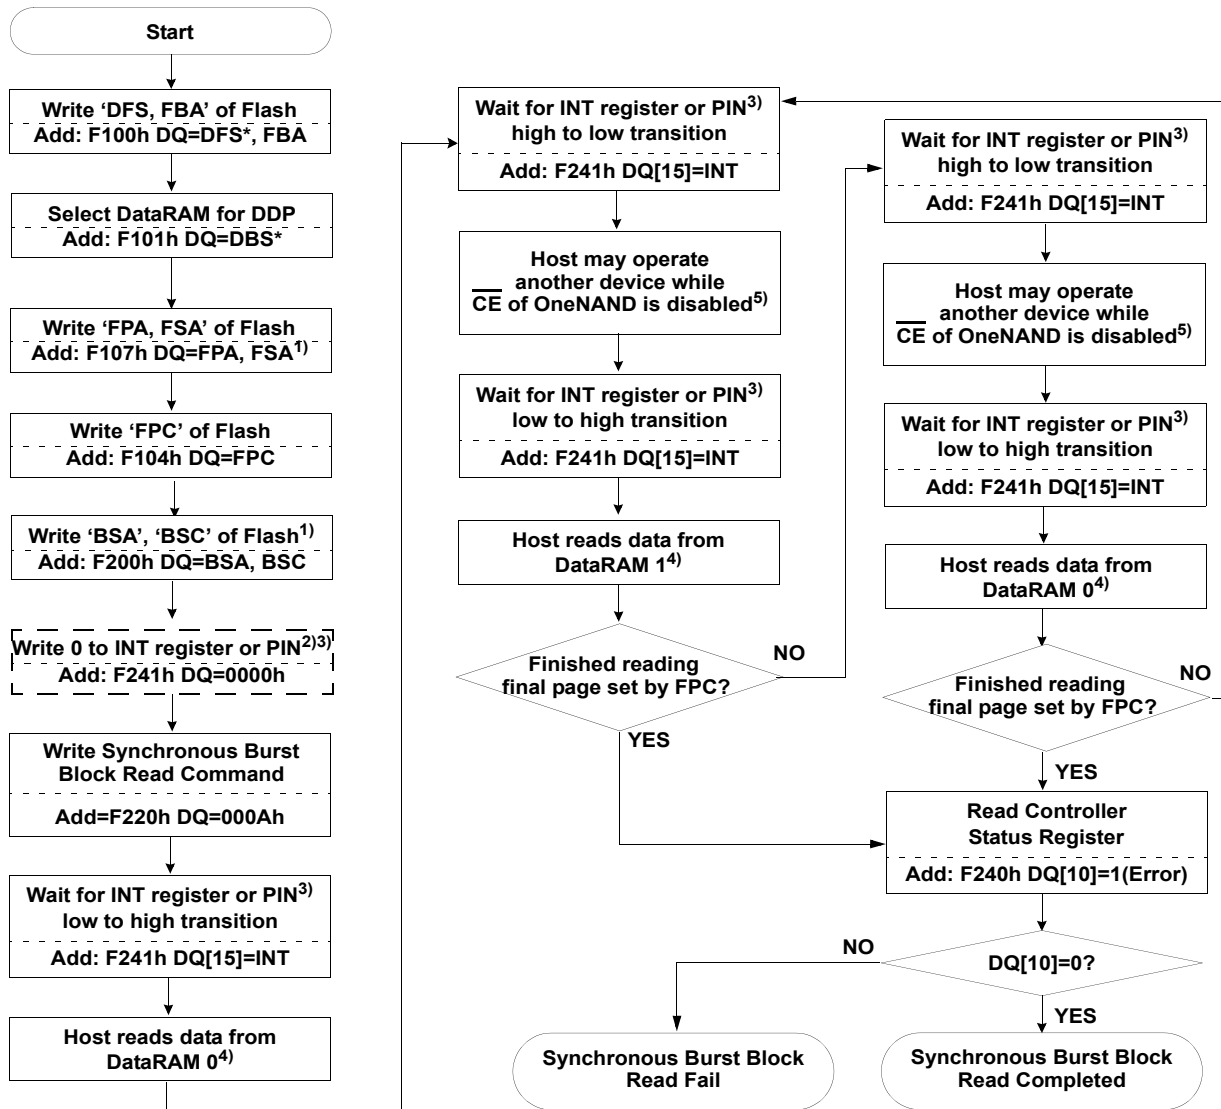 Start
Write ‘DFS, FBA’ of Flash
Add: F100h DQ=DFS*, FBA
Select DataRAM for DDP
Add: F101h DQ=DBS*
Write ‘FPA, FSA’ of Flash
Add: F107h DQ=FPA, FSA1)
Write ‘FPC’ of Flash
Add: F104h DQ=FPC
Write ‘BSA’, ‘BSC’ of Flash1)
Add: F200h DQ=BSA, BSC
Write 0 to INT register or PIN2)3)
Add: F241h DQ=0000h
Write Synchronous Burst
Block Read Command
Add=F220h DQ=000Ah
Wait for INT register or PIN3)
low to high transition
Add: F241h DQ[15]=INT
Host reads data from
DataRAM 04)
Wait for INT register or PIN3)
high to low transition
Add: F241h DQ[15]=INT
Host may operate
another device while
CE of OneNAND is disabled5)
Wait for INT register or PIN3)
low to high transition
Add: F241h DQ[15]=INT
Host reads data from
DataRAM 14)
Finished reading
final page set by FPC?
NO
YES
Wait for INT register or PIN3)
high to low transition
Add: F241h DQ[15]=INT
Host may operate
another device while
CE of OneNAND is disabled5)
Wait for INT register or PIN3)
low to high transition
Add: F241h DQ[15]=INT
Host reads data from
DataRAM 04)
Finished reading
final page set by FPC?
NO
YES
Read Controller
Status Register
Add: F240h DQ[10]=1(Error)
DQ[10]=0?
NO
YES
Synchronous Burst Block
Read Fail
Synchronous Burst Block
Read Completed